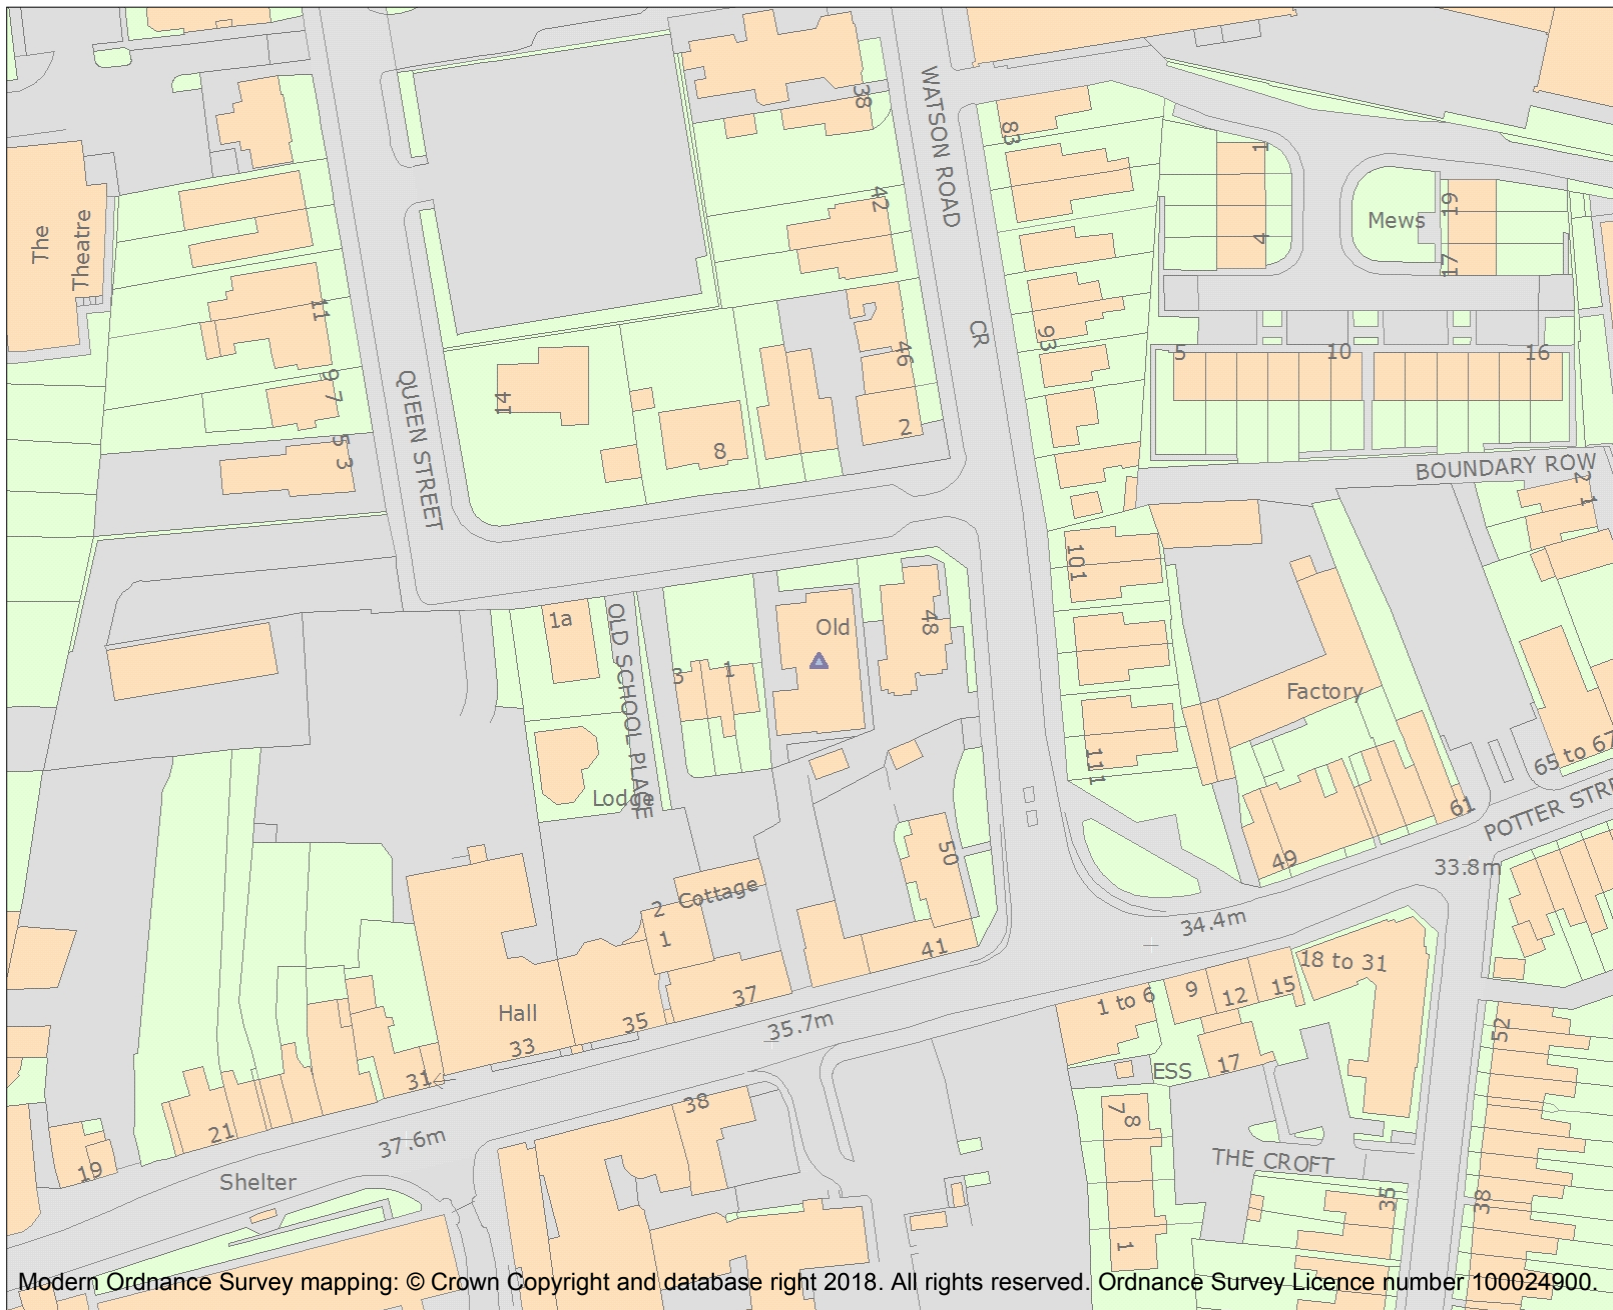 38
WATSON ROAD
83
42
1
The
Theatre
Mews
19
4
17
11
CR
93
46
5
10
16
9
7
14
QUEEN STREET
2
8
5
3
BOUNDARY ROW
2
1
101
1a
OLD SCHOOL PLACE
Old
48
3
1
Factory
111
65 to 67
Lodge
61
POTTER STRE
50
49
33.8m
2 Cottage
1
34.4m
41
18 to 31
37
1 to 6
9
12
15
Hall
35
35.7m
33
52
17
ESS
31
38
7
8
21
37.6m
THE CROFT
19
Shelter
35
38
1
Modern Ordnance Survey mapping: © Crown Copyright and database right 2018. All rights reserved. Ordnance Survey Licence number 100024900.